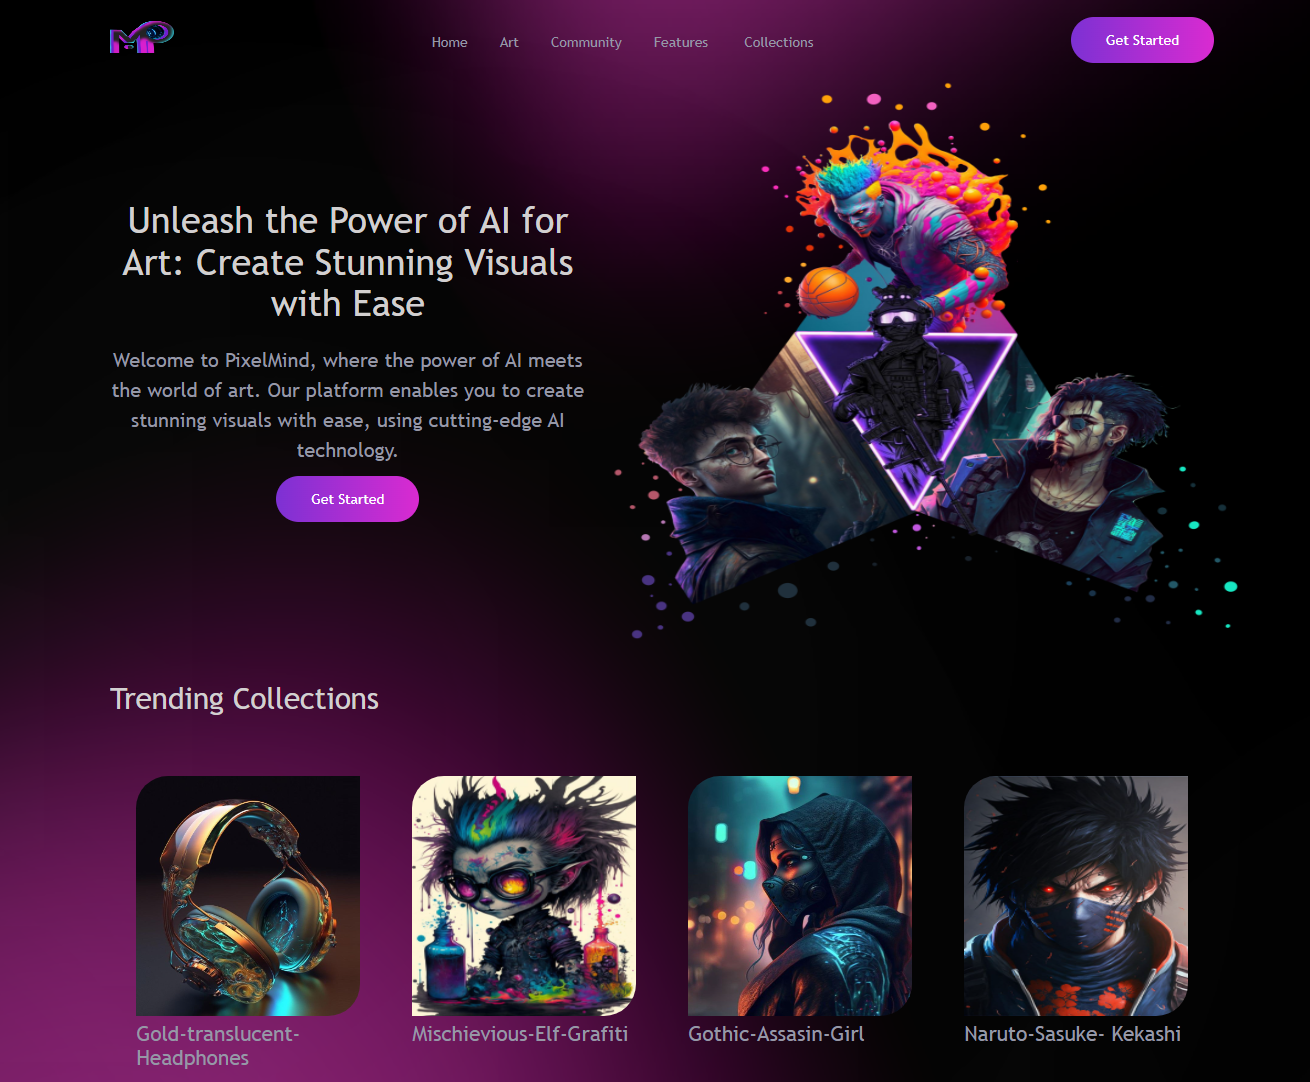 MP
Home Art Community Features Collections
Get Started
Unleash the Power of AI for
Art: Create Stunning Visuals
with Ease
Welcome to PixelMind, where the power of AI meets
the world of art. Our platform enables you to create
stunning visuals with ease, using cutting-edge AI
technology.
Get Started
Trending Collections
Gold-translucent-
Headphones
Mischievious-Elf-Grafiti
Gothic-Assasin-Girl
Naruto-Sasuke- Kekashi